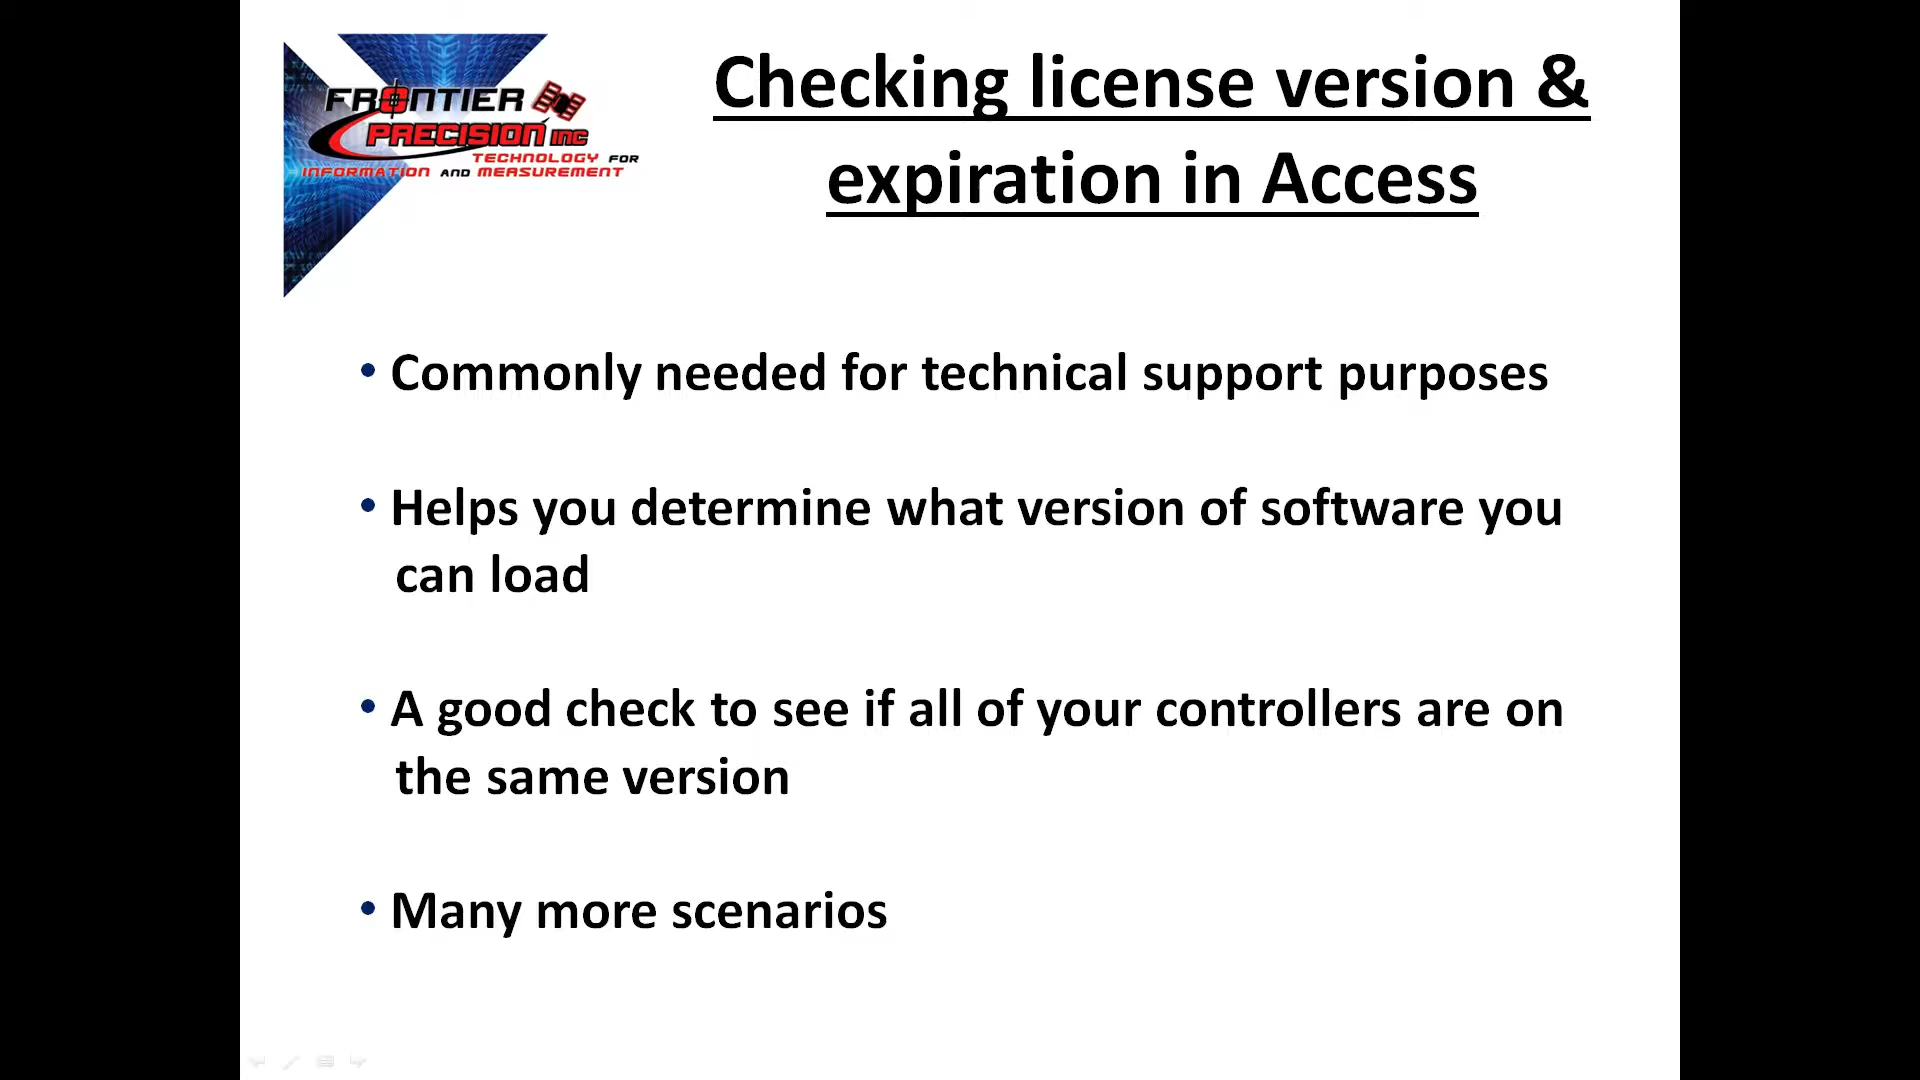 FRONTIER
PRECISION INC
TECHNOLOGY FOR
INFORMATION AND MEASUREMENT
Checking license version &
expiration in Access
• Commonly needed for technical support purposes
• Helps you determine what version of software you
can load
• A good check to see if all of your controllers are on
the same version
• Many more scenarios